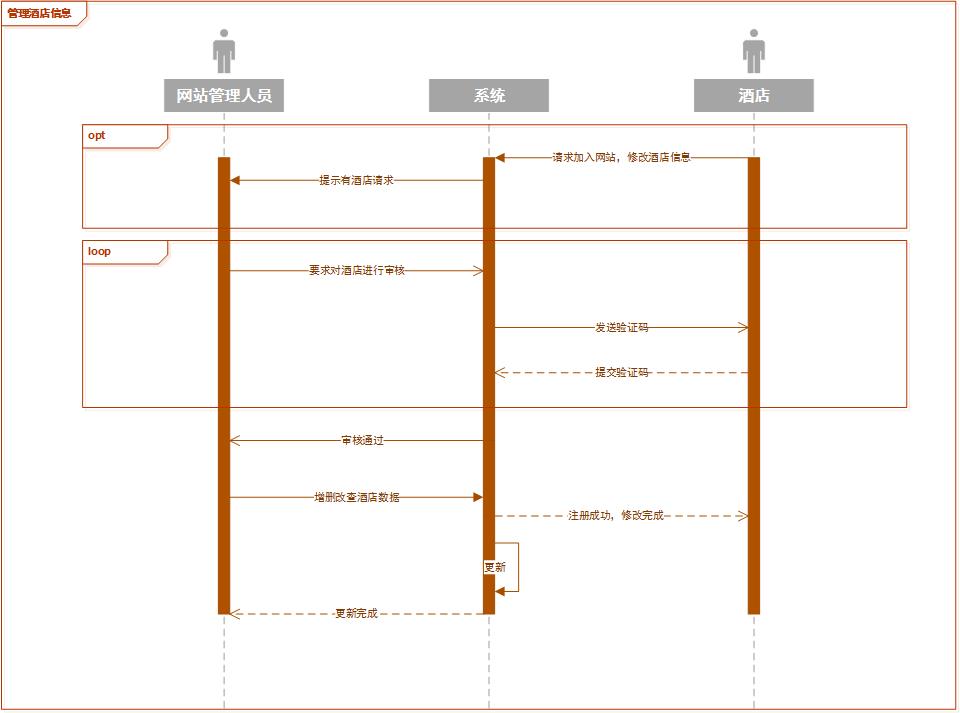 管理酒店信息
网站管理人员
系统
酒店
opt
请求加入网站，修改酒店信息
提示有酒店请求
loop
要求对酒店进行审核
发送验证码
提交验证码
审核通过
增删改查酒店数据
注册成功，修改完成
更新
更新完成